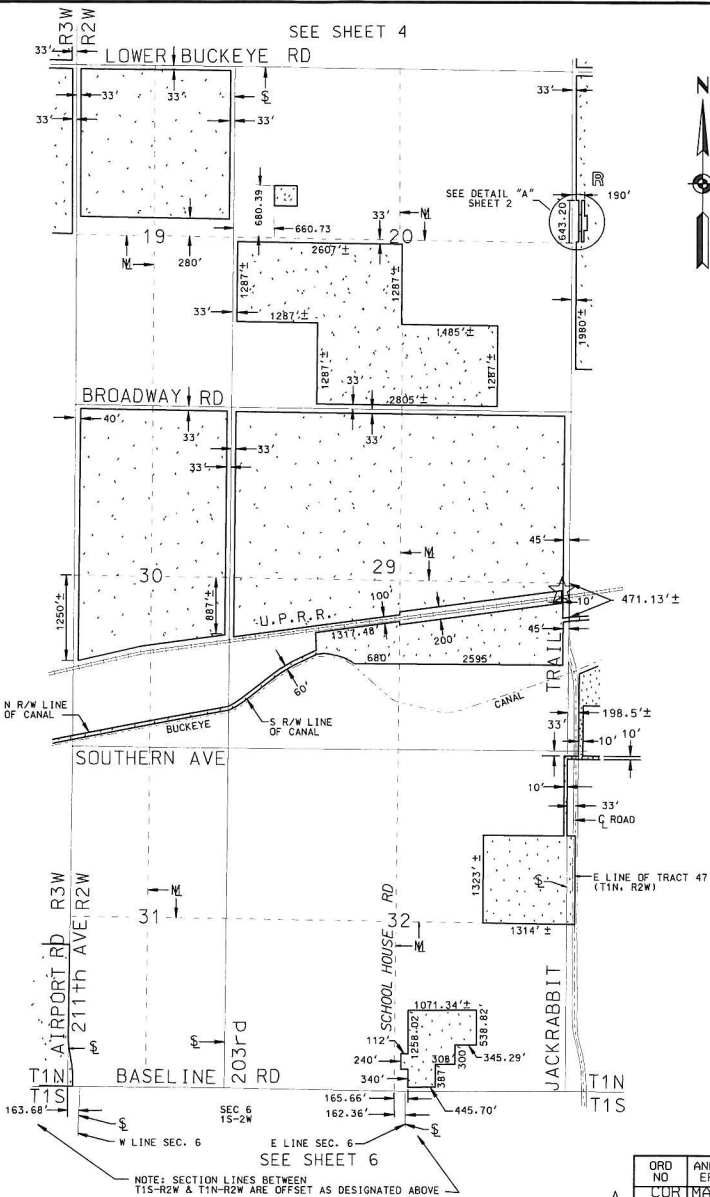 SEE SHEET 4
R3W
R2W
33'
LOWER BUCKEYE RD
N
33'
33'
33'
33'
33'
S
33'
190'
SEE DETAIL "A"
SHEET 2
643.20'
680.39
660.73
33'
M
19
20
M
280'
2607'±
1287'±
1287'±
33'
1287'±
1485'±
1980'±
1287'±
33'
1287'±
2805'±
BROADWAY RD
40'
33'
33'
33'
33'
45'
29
M
30
1250'±
887'±
100'
10'
471.13'±
U.P.R.R.
1317.48'
200'
45'
680'
2595'
TRAIL
60'
N R/W LINE
OF CANAL
BUCKEYE
S R/W LINE
OF CANAL
CANAL
198.5'±
33'
10'
10'
SOUTHERN AVE
10'
33'
C ROAD
1323'±
S
E LINE OF TRACT 47
(T1N, R2W)
1314'±
R3W
R2W
M
31
32
M
SCHOOL HOUSE RD
AIRPORT RD
211th AVE
203rd
JACKRABBIT
1071.34'±
1258.02
538.82'
112'
S
S
240'
308'
300'
345.29'
387'
340'
T1N
BASELINE RD
T1N
T1S
T1S
163.68'
S
SEC 6
1S-2W
165.66'
162.36'
445.70'
S
W LINE SEC. 6
E LINE SEC. 6
SEE SHEET 6
NOTE: SECTION LINES BETWEEN
T1S-R2W & T1N-R2W ARE OFFSET AS DESIGNATED ABOVE
ORD
NO
COR